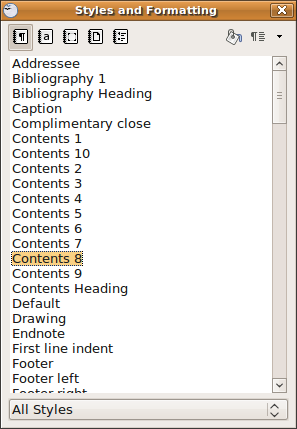 Styles and Formatting
Addressee
Bibliography 1
Bibliography Heading
Caption
Complimentary close
Contents 1
Contents 10
Contents 2
Contents 3
Contents 4
Contents 5
Contents 6
Contents 7
Contents 8
Contents 9
Contents Heading
Default
Drawing
Endnote
First line indent
Footer
Footer left
Footer right
All Styles